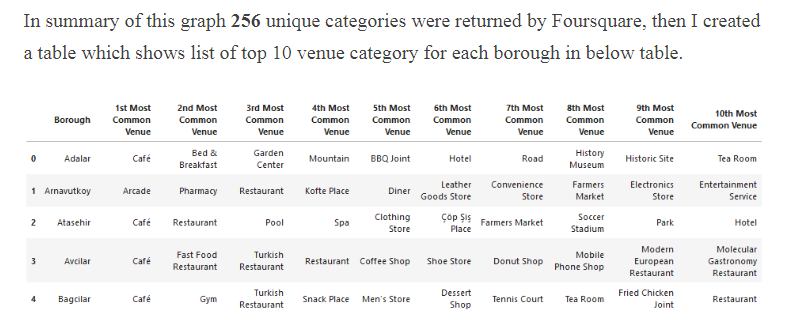 In summary of this graph 256 unique categories were returned by Foursquare, then I created
a table which shows list of top 10 venue category for each borough in below table.
Borough 1st Most Common Venue 2nd Most Common Venue 3rd Most Common Venue 4th Most Common Venue 5th Most Common Venue 6th Most Common Venue 7th Most Common Venue 8th Most Common Venue 9th Most Common Venue 10th Most Common Venue
0 Adalar Café Bed & Breakfast Garden Center Mountain BBQ Joint Hotel Road History Museum Historic Site Tea Room
1 Arnavutkoy Arcade Pharmacy Restaurant Kofte Place Diner Leather Goods Store Convenience Store Farmers Market Electronics Store Entertainment Service
2 Atasehir Café Restaurant Pool Spa Clothing Store Çöp Şiş Place Farmers Market Soccer Stadium Park Hotel
3 Avcilar Café Fast Food Restaurant Turkish Restaurant Restaurant Coffee Shop Shoe Store Donut Shop Mobile Phone Shop Modern European Restaurant Molecular Gastronomy Restaurant
4 Bagcilar Café Gym Turkish Restaurant Snack Place Men's Store Dessert Shop Tennis Court Tea Room Fried Chicken Joint Restaurant